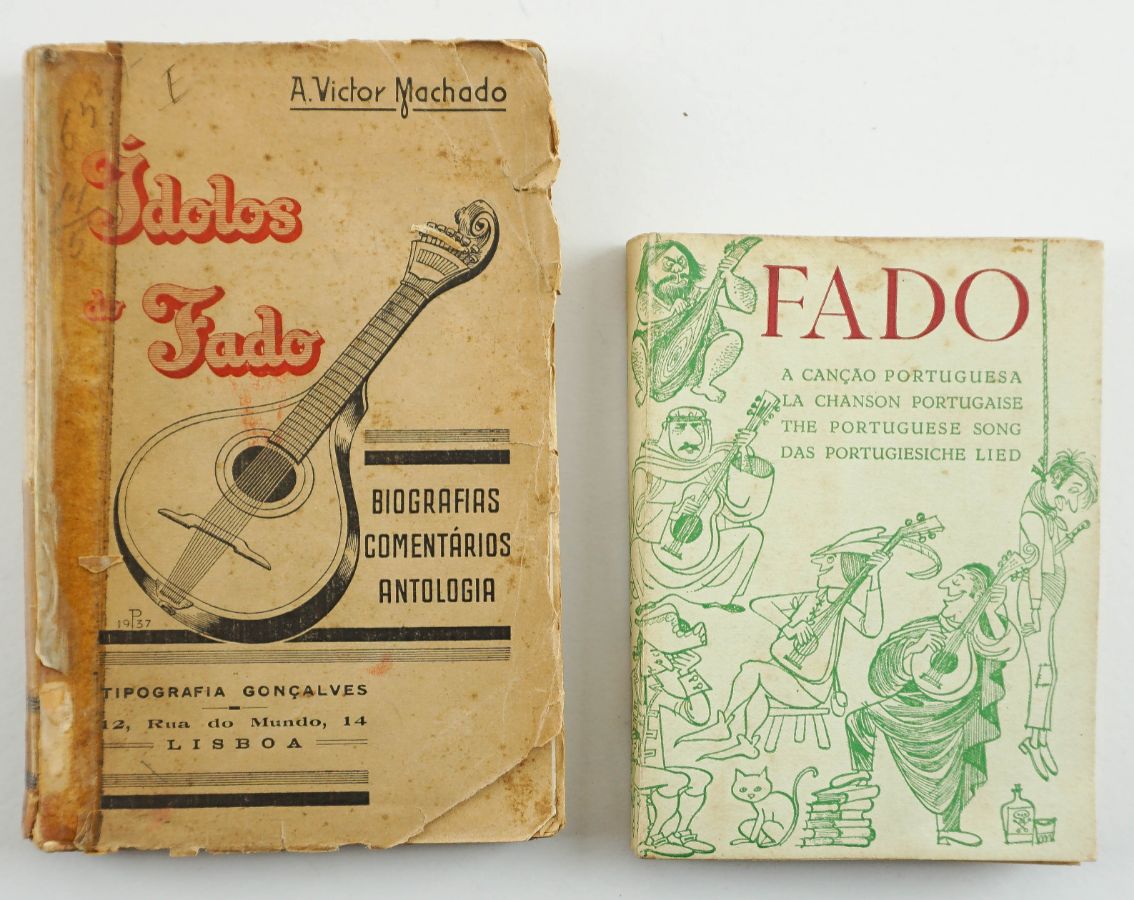 A. Victor Machado
Ídolos
do Fado
BIOGRAFIAS
COMENTÁRIOS
ANTOLOGIA
P
1937
TIPOGRAFIA GONÇALVES
12, Rua do Mundo, 14
LISBOA
FADO
A CANÇÃO PORTUGUESA
LA CHANSON PORTUGAISE
THE PORTUGUESE SONG
DAS PORTUGIESICHE LIED